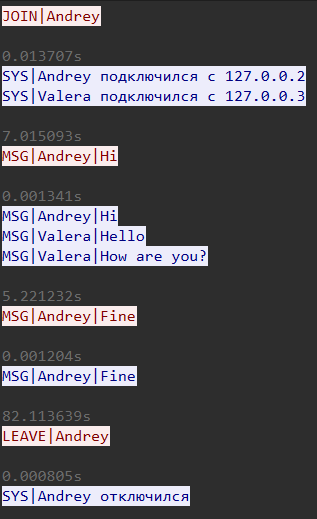 JOIN|Andrey
0.013707s
SYS|Andrey подключился с 127.0.0.2
SYS|Valera подключился с 127.0.0.3
7.015093s
MSG|Andrey|Hi
0.001341s
MSG|Andrey|Hi
MSG|Valera|Hello
MSG|Valera|How are you?
5.221232s
MSG|Andrey|Fine
0.001204s
MSG|Andrey|Fine
82.113639s
LEAVE|Andrey
0.000805s
SYS|Andrey отключился